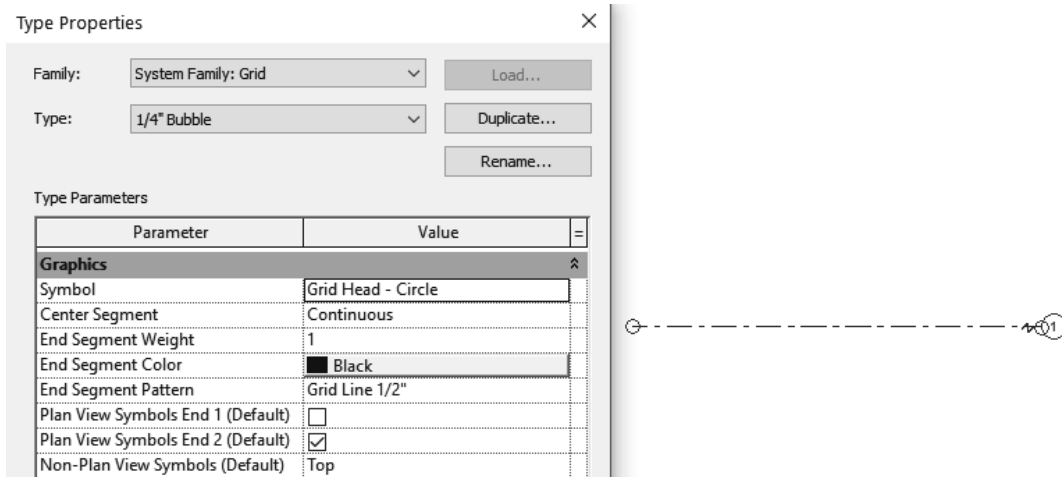 Type Properties
Family: System Family: Grid Load...
Type: 1/4" Bubble Duplicate...
Rename...
Type Parameters
Parameter Value =
Graphics
Symbol Grid Head - Circle
Center Segment Continuous
End Segment Weight 1
End Segment Color Black
End Segment Pattern Grid Line 1/2"
Plan View Symbols End 1 (Default)
Plan View Symbols End 2 (Default)
Non-Plan View Symbols (Default) Top
1